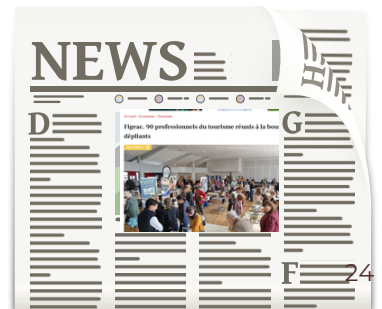 NEWS
D
Accueil > Economie > Tourisme
Figeac. 90 professionnels du tourisme réunis à la bou
dépliants
G
H
F
24